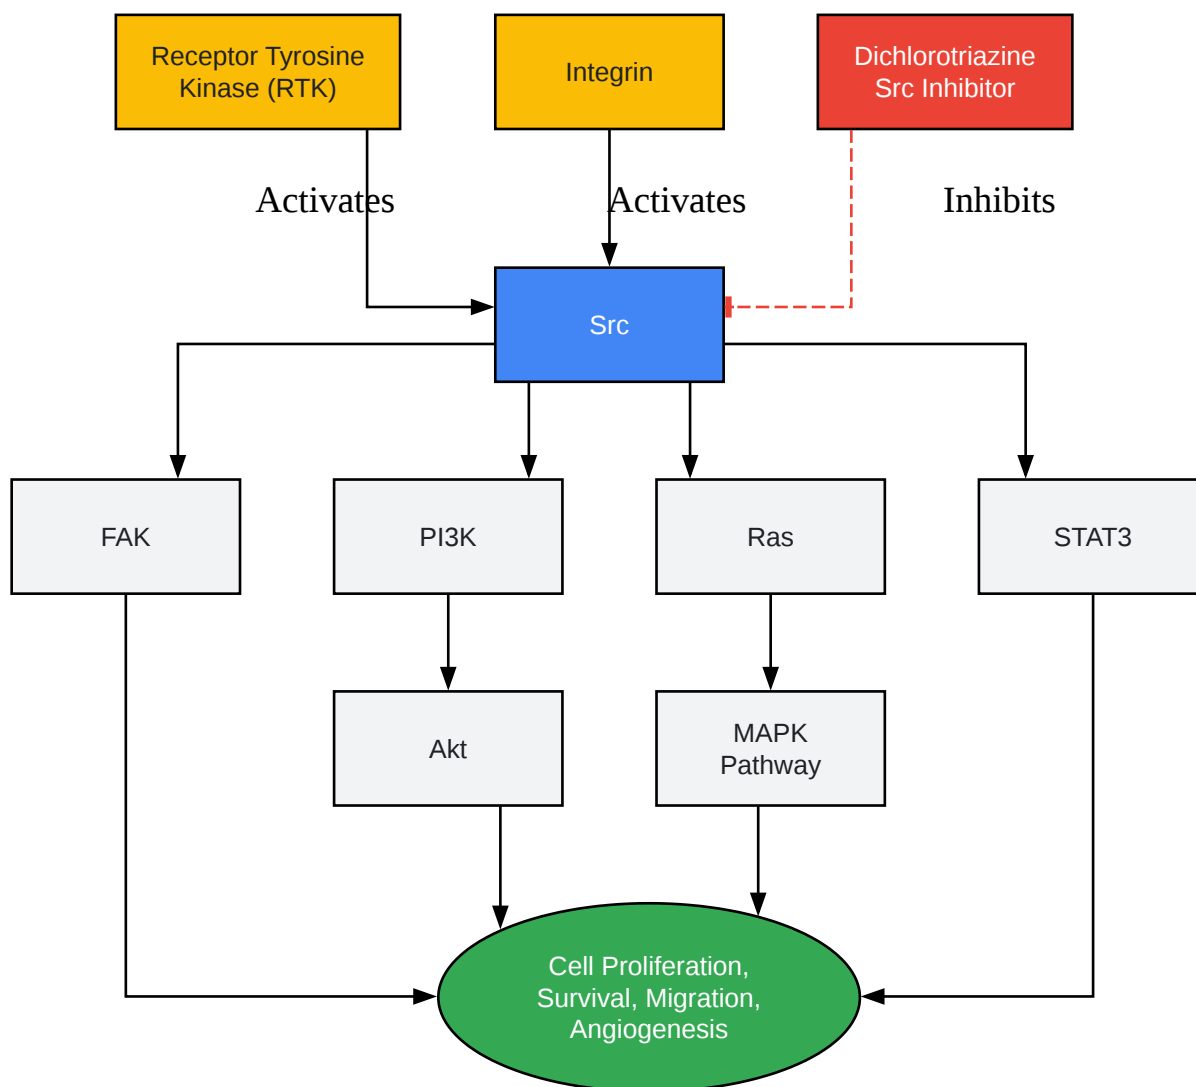 Receptor Tyrosine
Kinase (RTK)
Integrin
Dichlorotriazine
Src Inhibitor
Activates
Activates
Inhibits
Src
FAK
PI3K
Ras
STAT3
Akt
MAPK
Pathway
Cell Proliferation,
Survival, Migration,
Angiogenesis